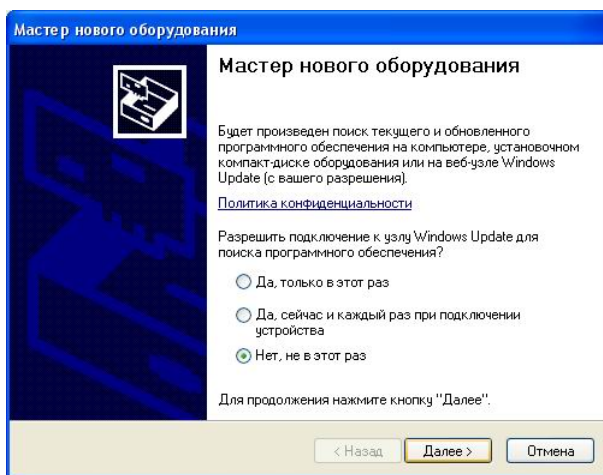 Мастер нового оборудования
Мастер нового оборудования
Будет произведен поиск текущего и обновленного
программного обеспечения на компьютере, установочном
компакт-диске оборудования или на веб-узле Windows
Update (с вашего разрешения).
Политика конфиденциальности
Разрешить подключение к узлу Windows Update для
поиска программного обеспечения?
Да, только в этот раз
Да, сейчас и каждый раз при подключении
устройства
Нет, не в этот раз
Для продолжения нажмите кнопку "Далее".
< Назад Далее > Отмена